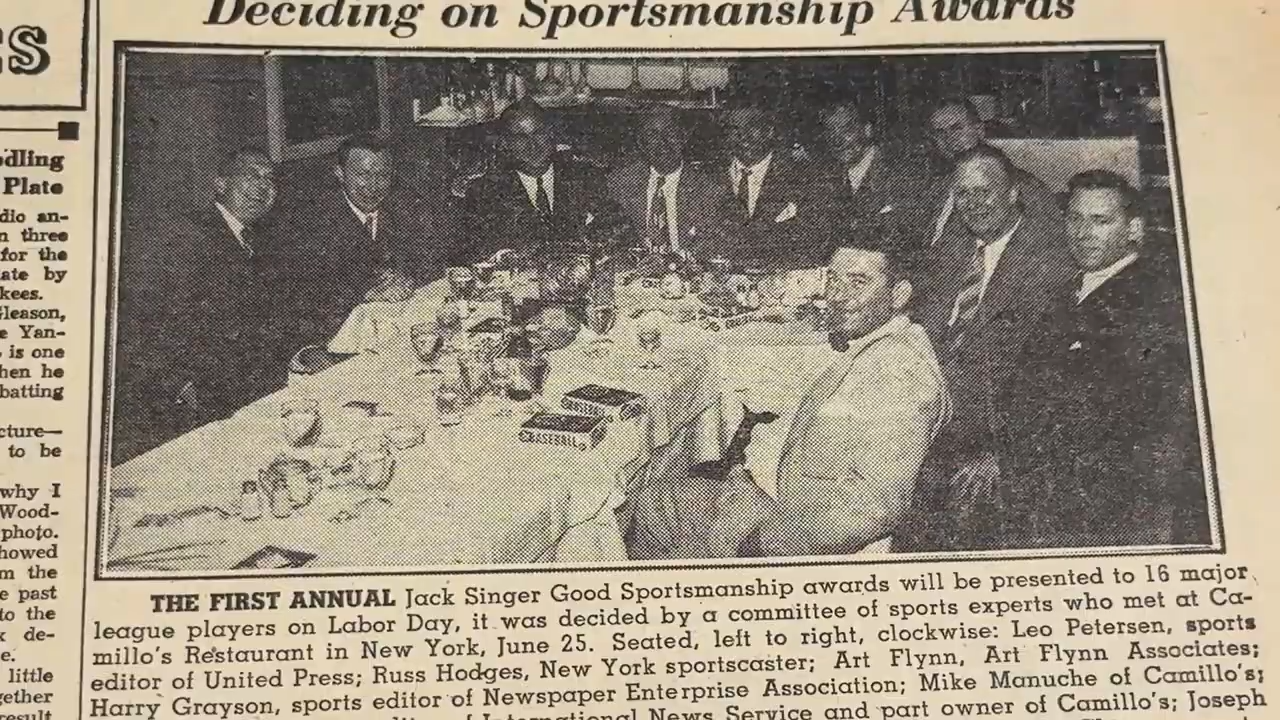 ES
odling
Plate
dio an-
n three
for the
ate by
kees.
Gleason,
e Yan-
is one
hen he
batting
cture—
to be
why I
Wood-
photo.
howed
m the
e past
to the
k de-
e.
little
gether
result
Deciding on Sportsmanship Awards
BASEBALL
BASEBALL
THE FIRST ANNUAL Jack Singer Good Sportsmanship awards will be presented to 16 major
league players on Labor Day, it was decided by a committee of sports experts who met at Ca-
millo's Restaurant in New York, June 25. Seated, left to right, clockwise: Leo Petersen, sports
editor of United Press; Russ Hodges, New York sportscaster; Art Flynn, Art Flynn Associates;
Harry Grayson, sports editor of Newspaper Enterprise Association; Mike Manuche of Camillo's;
International News Service and part owner of Camillo's; Joseph